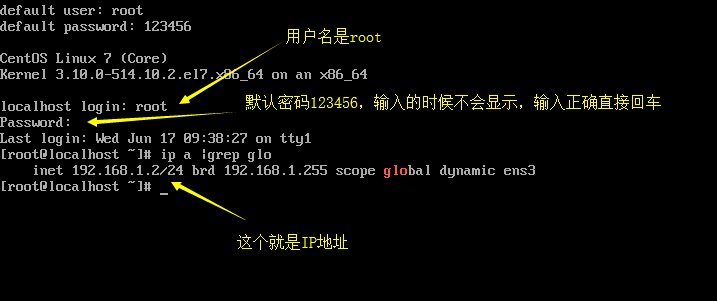 default user: root
default password: 123456
用户名是root
CentOS Linux 7 (Core)
Kernel 3.10.0-514.10.2.el7.x86_64 on an x86_64
localhost login: root
默认密码123456，输入的时候不会显示，输入正确直接回车
Password:
Last login: Wed Jun 17 09:38:27 on tty1
[root@localhost ~]# ip a |grep glo
    inet 192.168.1.2/24 brd 192.168.1.255 scope global dynamic ens3
[root@localhost ~]# _
这个就是IP地址